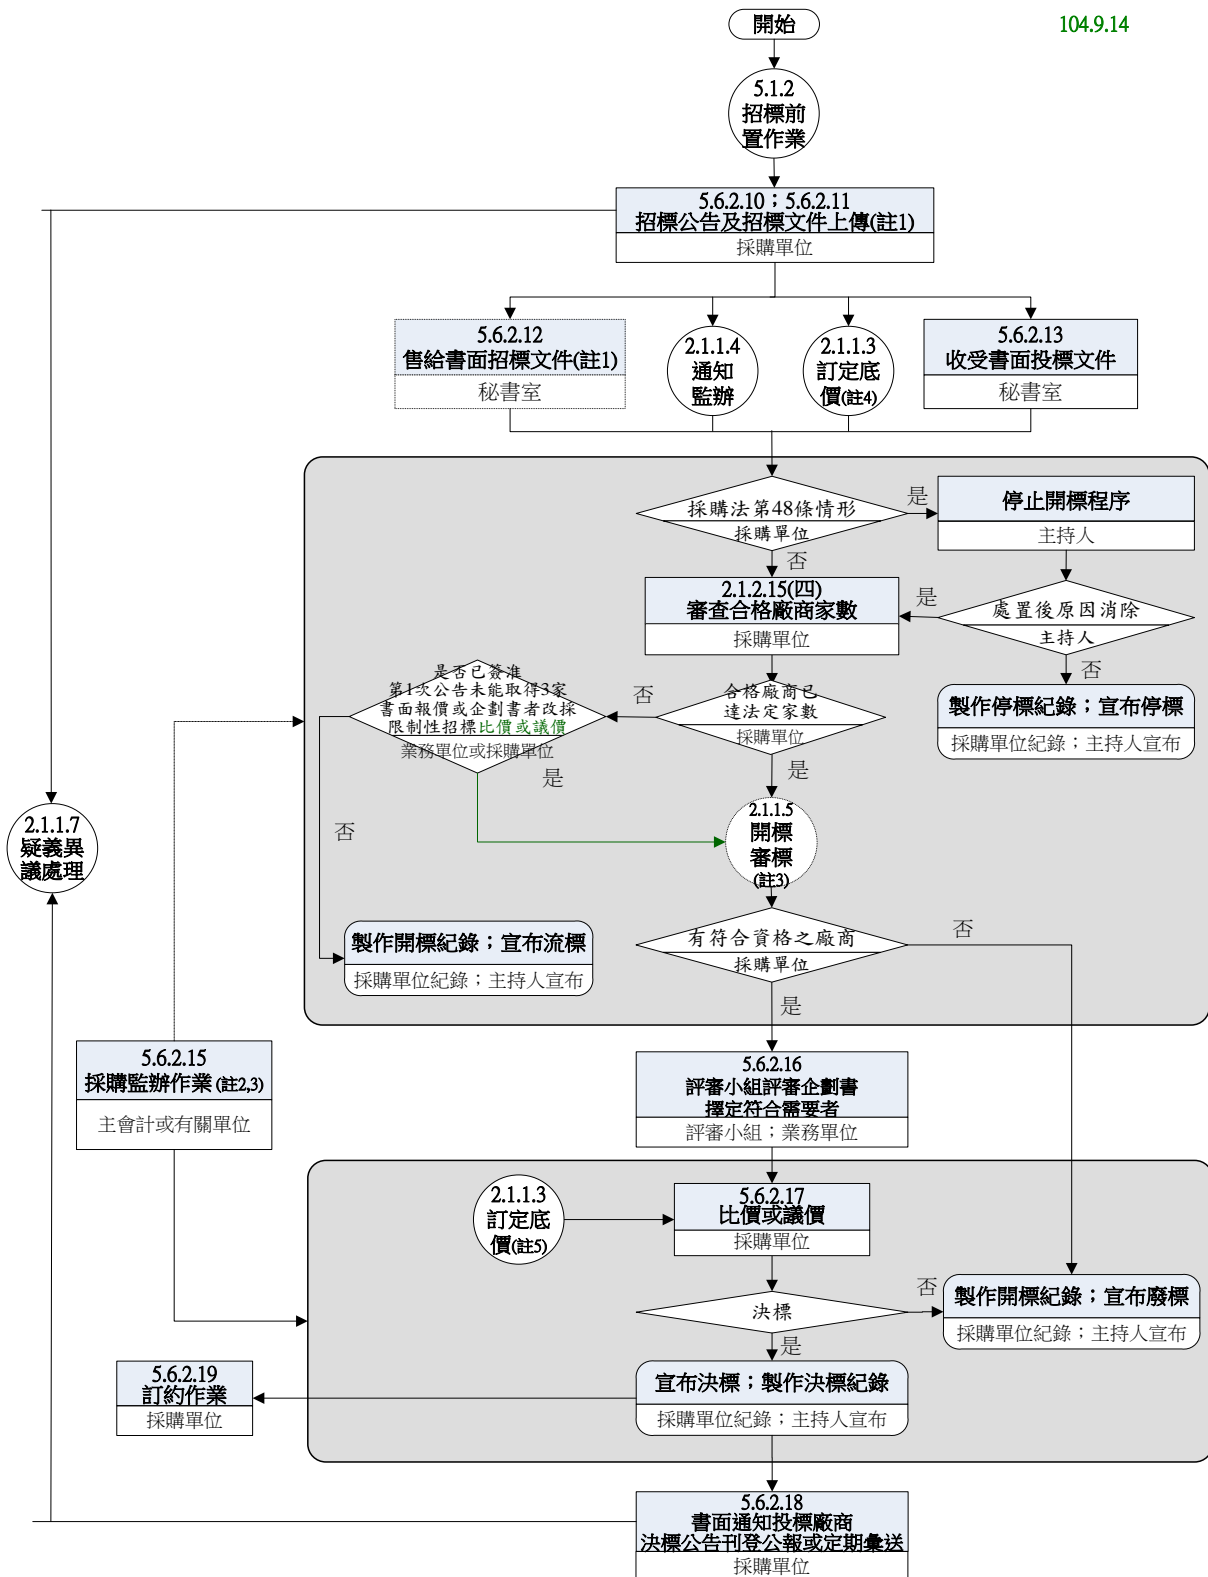 開始
104.9.14
5.1.2
招標前
置作業
5.6.2.10；5.6.2.11
招標公告及招標文件上傳(註1)
採購單位
5.6.2.12
售給書面招標文件(註1)
秘書室
2.1.1.4
通知
監辦
2.1.1.3
訂定底
價(註4)
5.6.2.13
收受書面投標文件
秘書室
採購法第48條情形
採購單位
是
否
停止開標程序
主持人
2.1.2.15(四)
審查合格廠商家數
採購單位
是
處置後原因消除
主持人
否
製作停標紀錄；宣布停標
採購單位紀錄；主持人宣布
是否已簽准
第1次公告未能取得3家
書面報價或企劃書者改採
限制性招標比價或議價
業務單位或採購單位
否
合格廠商已
達法定家數
採購單位
是
是
否
2.1.1.5
開標
審標
(註3)
2.1.1.7
疑義異
議處理
製作開標紀錄；宣布流標
採購單位紀錄；主持人宣布
有符合資格之廠商
採購單位
否
是
5.6.2.15
採購監辦作業(註2,3)
主會計或有關單位
5.6.2.16
評審小組評審企劃書
擇定符合需要者
評審小組；業務單位
2.1.1.3
訂定底
價(註5)
5.6.2.17
比價或議價
採購單位
決標
否
是
製作開標紀錄；宣布廢標
採購單位紀錄；主持人宣布
5.6.2.19
訂約作業
採購單位
宣布決標；製作決標紀錄
採購單位紀錄；主持人宣布
5.6.2.18
書面通知投標廠商
決標公告刊登公報或定期彙送
採購單位